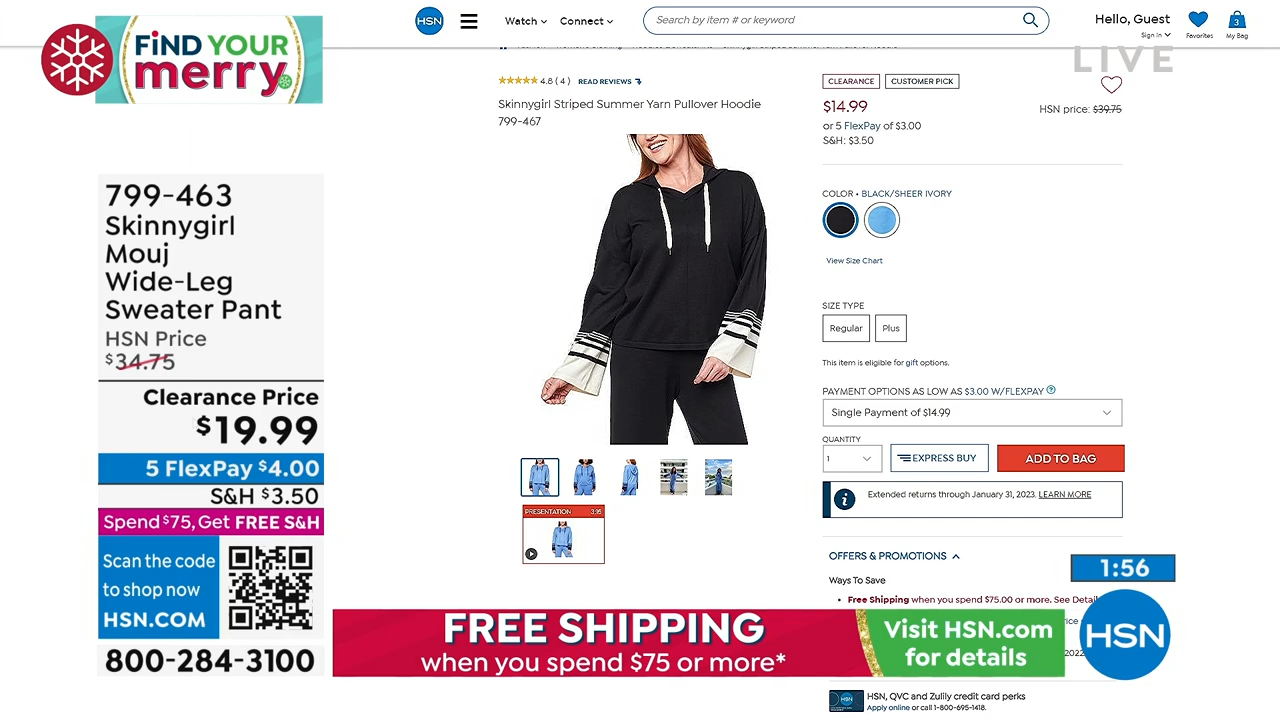 FiND YOUR
merry.
HSN
Watch
Connect
Search by item # or keyword
Hello, Guest
Sign In
Favorites
3
My Bag
LIVE
4.8 ( 4 ) READ REVIEWS
Skinnygirl Striped Summer Yarn Pullover Hoodie
799-467
CLEARANCE
CUSTOMER PICK
$14.99
HSN price: $39.75
or 5 FlexPay of $3.00
S&H: $3.50
COLOR • BLACK/SHEER IVORY
View Size Chart
SIZE TYPE
Regular
Plus
This item is eligible for gift options.
PAYMENT OPTIONS AS LOW AS $3.00 W/FLEXPAY
Single Payment of $14.99
QUANTITY
1
EXPRESS BUY
ADD TO BAG
Extended returns through January 31, 2023. LEARN MORE
PRESENTATION 3:16
OFFERS & PROMOTIONS
Ways To Save
Free Shipping when you spend $75.00 or more. See
2022
HSN, QVC and Zulily credit card perks
Apply online or call 1-800-695-1418.
799-463
Skinnygirl
Mouj
Wide-Leg
Sweater Pant
HSN Price
$34.75
Clearance Price
$19.99
5 FlexPay $4.00
S&H $3.50
Spend $75, Get FREE S&H
Scan the code
to shop now
HSN.COM
800-284-3100
1:56
FREE SHIPPING
when you spend $75 or more*
Visit HSN.com
for details
HSN